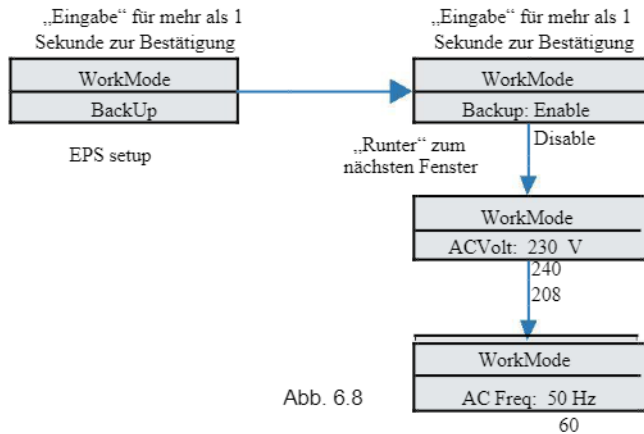 „Eingabe“ für mehr als 1
Sekunde zur Bestätigung
WorkMode
BackUp
EPS setup
„Eingabe“ für mehr als 1
Sekunde zur Bestätigung
WorkMode
Backup: Enable
Disable
„Runter“ zum
nächsten Fenster
WorkMode
ACVolt: 230 V
240
208
WorkMode
AC Freq: 50 Hz
60
Abb. 6.8